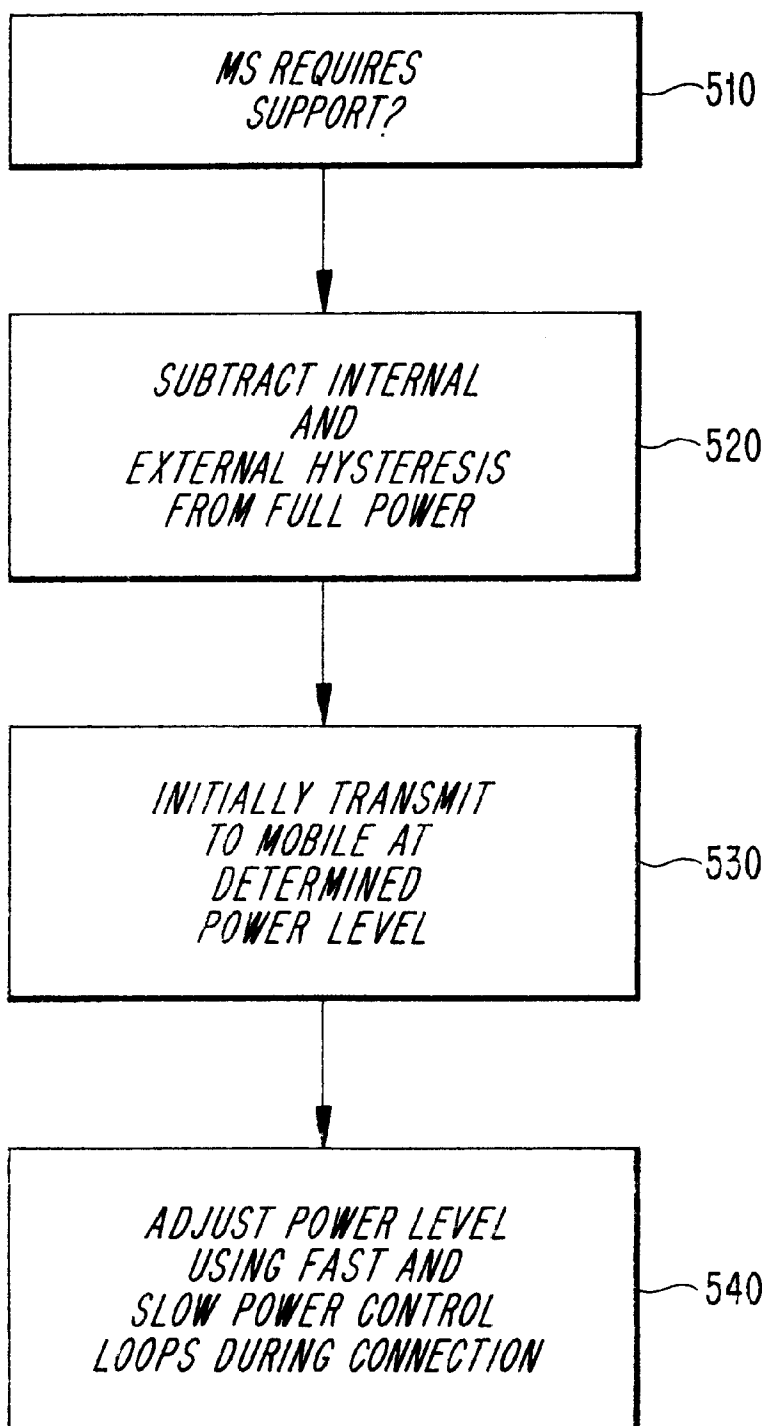 MS REQUIRES
SUPPORT?
510
SUBTRACT INTERNAL
AND
EXTERNAL HYSTERESIS
FROM FULL POWER
520
INITIALLY TRANSMIT
TO MOBILE AT
DETERMINED
POWER LEVEL
530
ADJUST POWER LEVEL
USING FAST AND
SLOW POWER CONTROL
LOOPS DURING CONNECTION
540